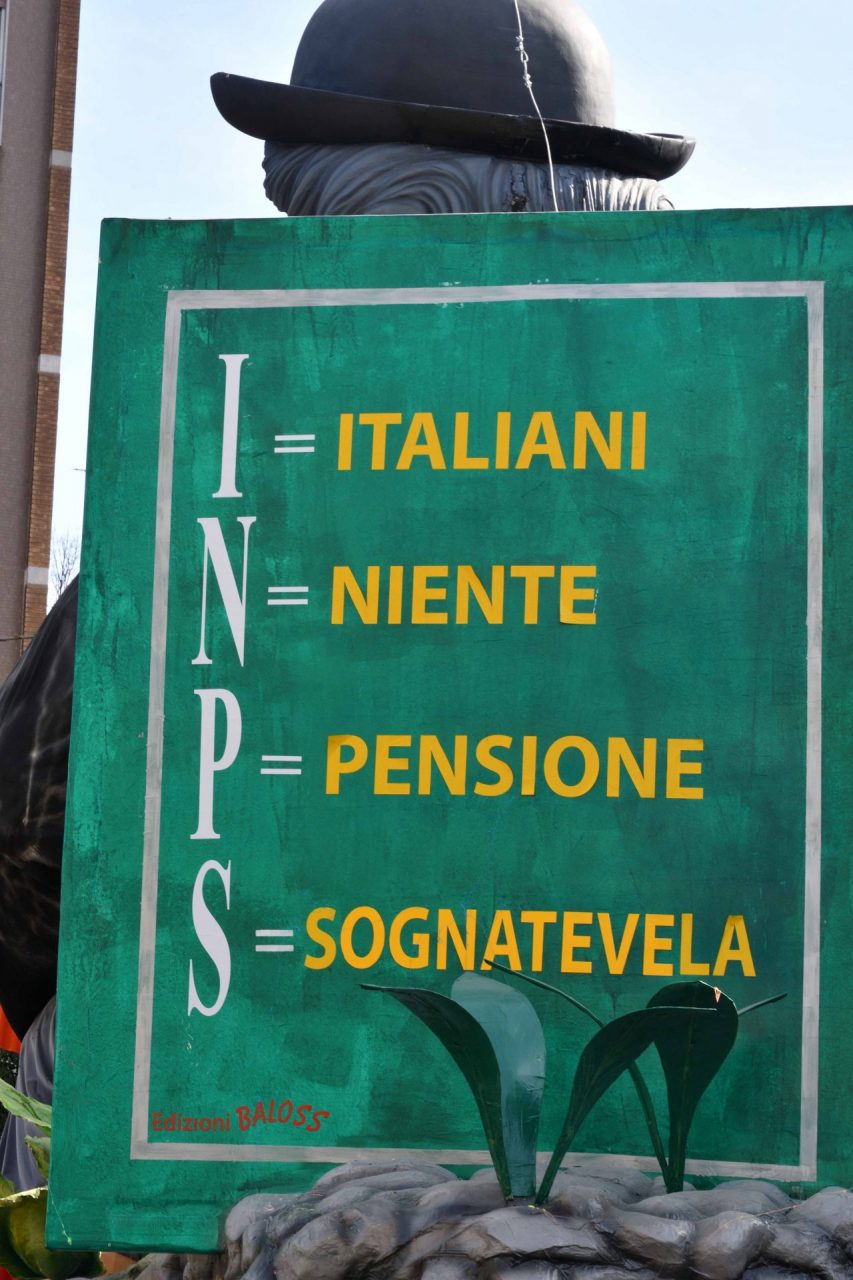 I = ITALIANI
N = NIENTE
P = PENSIONE
S = SOGNATEVELA
Edizioni BALOSS